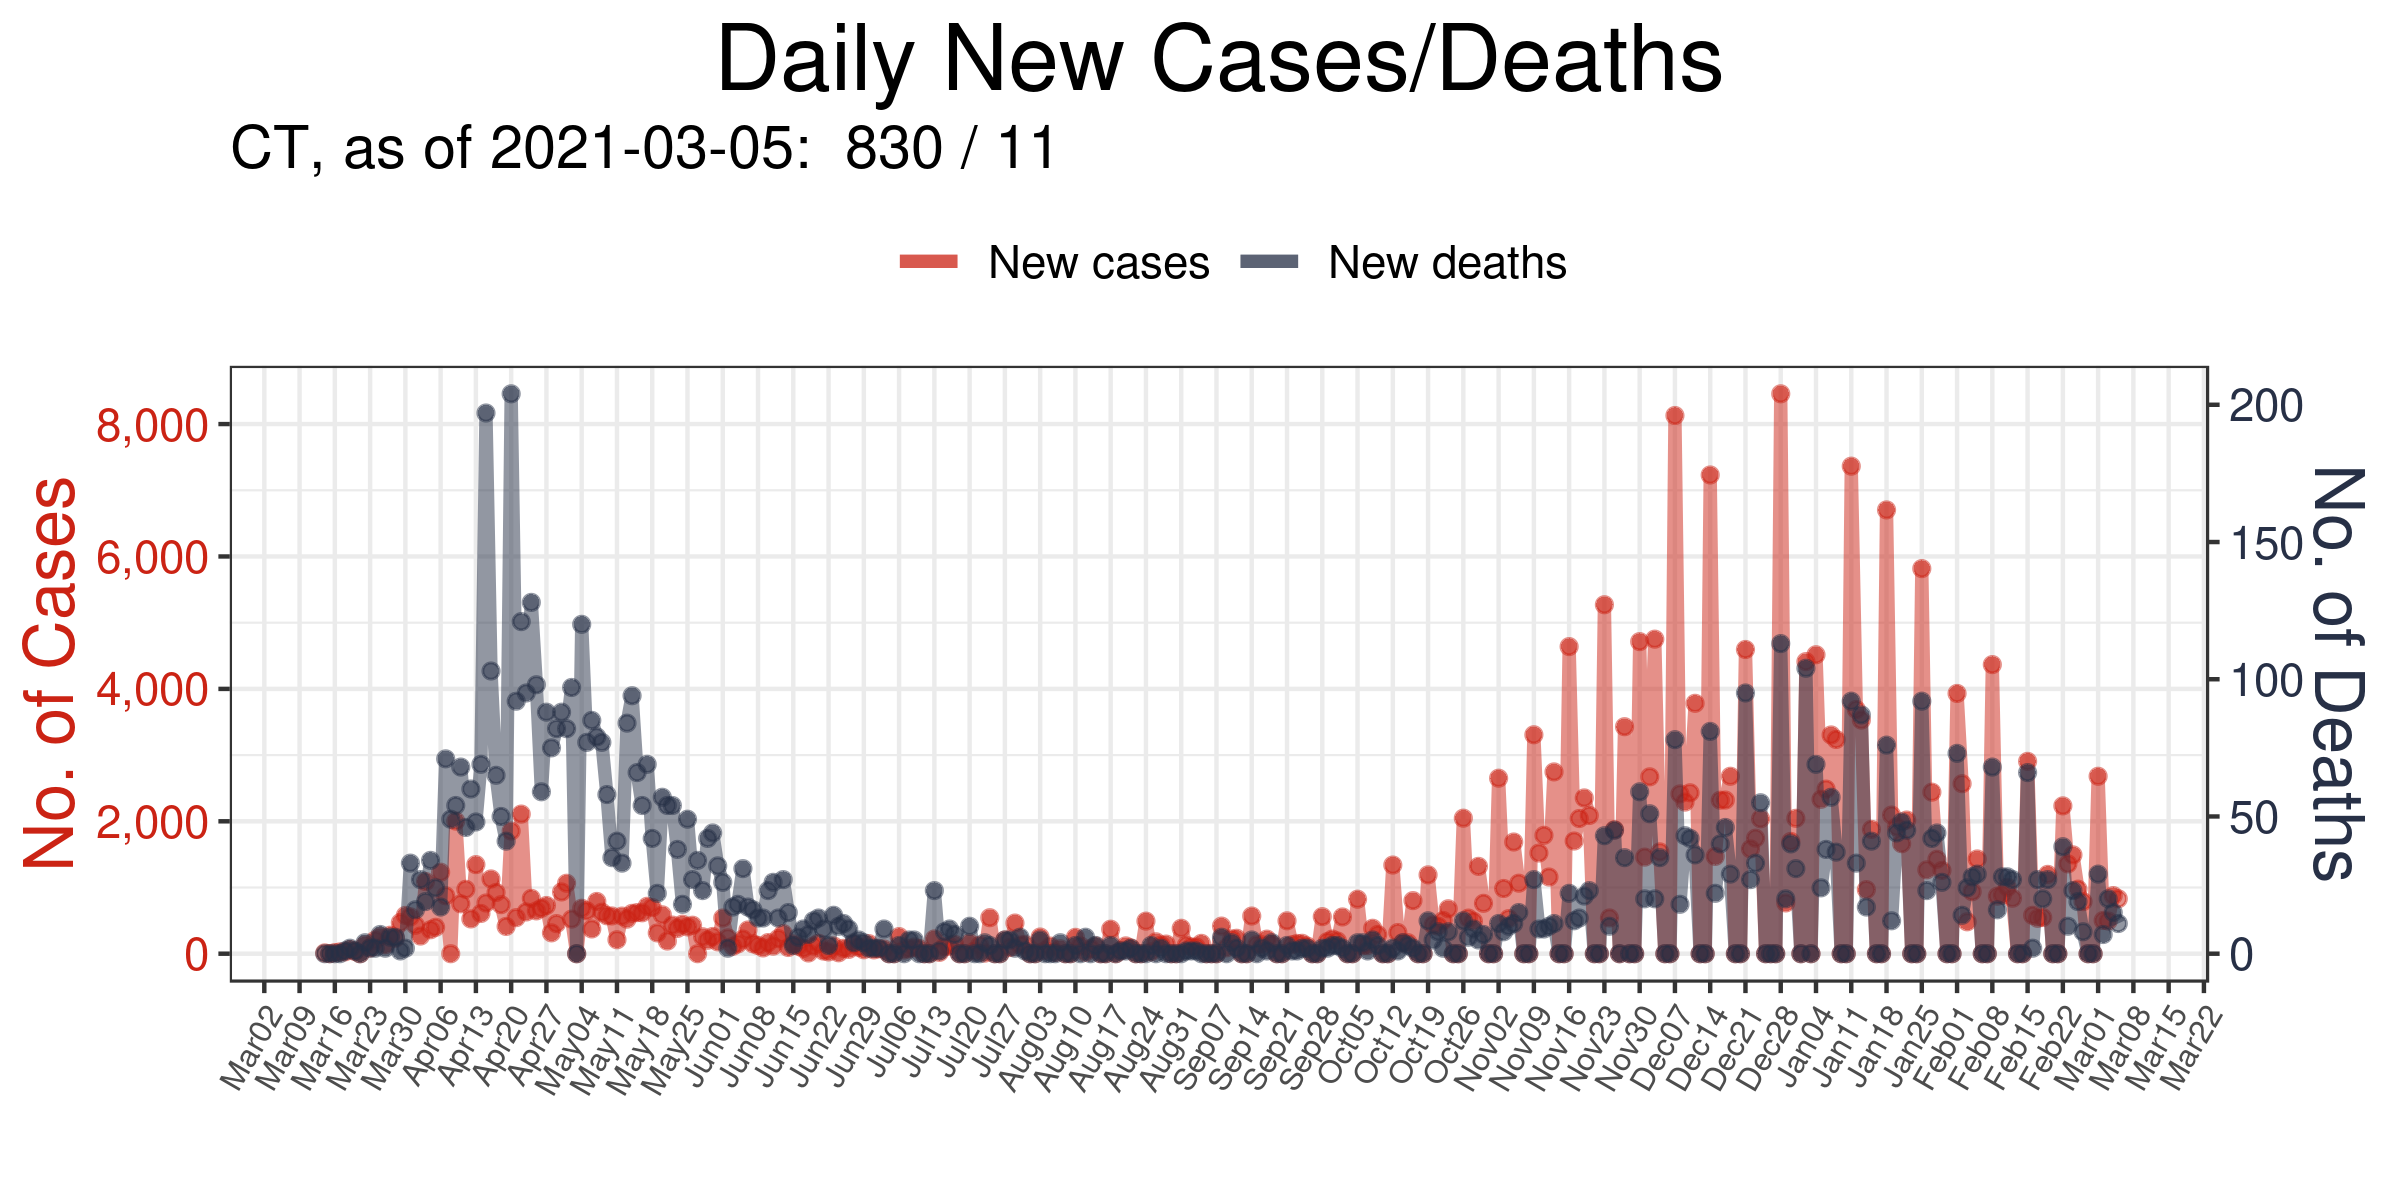 Daily New Cases/Deaths
CT, as of 2021-03-05:  830 / 11
New cases
New deaths
No. of Cases
8,000
6,000
4,000
2,000
0
200
150
100
50
0
No. of Deaths
Mar02
Mar09
Mar16
Mar23
Mar30
Apr06
Apr13
Apr20
Apr27
May04
May11
May18
May25
Jun01
Jun08
Jun15
Jun22
Jun29
Jul06
Jul13
Jul20
Jul27
Aug03
Aug10
Aug17
Aug24
Aug31
Sep07
Sep14
Sep21
Sep28
Oct05
Oct12
Oct19
Oct26
Nov02
Nov09
Nov16
Nov23
Nov30
Dec07
Dec14
Dec21
Dec28
Jan04
Jan11
Jan18
Jan25
Feb01
Feb08
Feb15
Feb22
Mar01
Mar08
Mar15
Mar22